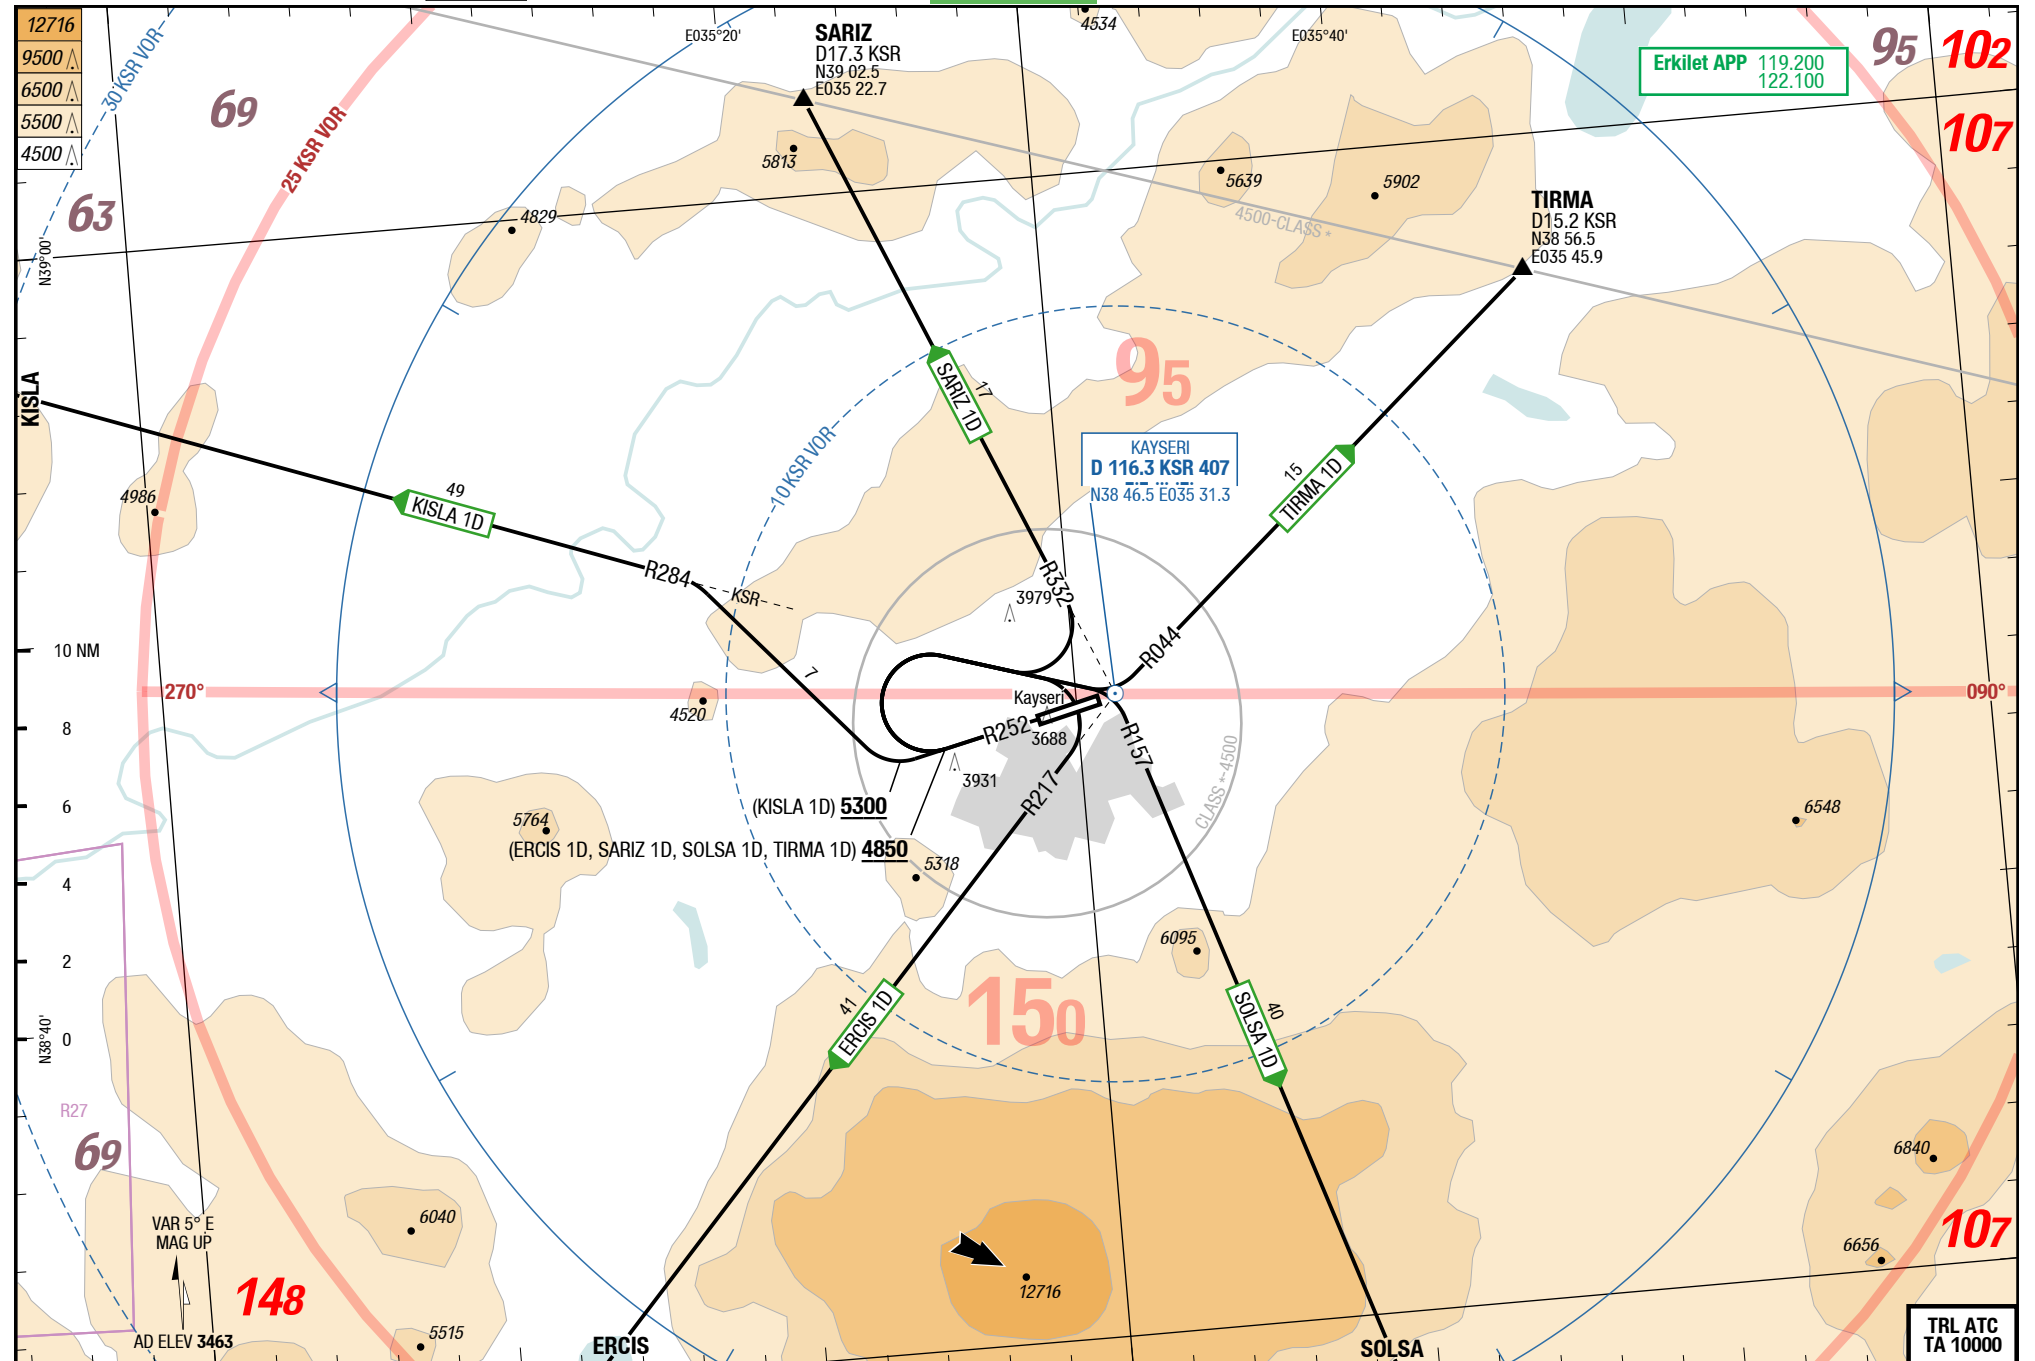 12716
9500
6500
5500
4500
30 KSR VOR
69
25 KSR VOR
63
N39°00'
E035°20'
SARIZ
D17.3 KSR
N39 02.5
E035 22.7
5813
4829
4534
E035°40'
Erkilet APP 119.200
122.100
95
102
107
5639
5902
4500-CLASS *
TIRMA
D15.2 KSR
N38 56.5
E035 45.9
KISLA
4986
49
KISLA 1D
R284
KSR
7
10 KSR VOR
17
SARIZ 1D
95
KAYSERI
D 116.3 KSR 407
N38 46.5 E035 31.3
15
TIRMA 1D
R332
3979
R044
10 NM
8
6
4
2
0
270°
090°
4520
Kayseri
R252
3688
3931
R217
R157
CLASS *-4500
(KISLA 1D) 5300
(ERCIS 1D, SARIZ 1D, SOLSA 1D, TIRMA 1D) 4850
5764
5318
6548
6095
150
41
ERCIS 1D
40
SOLSA 1D
N38°40'
R27
69
VAR 5° E
MAG UP
148
AD ELEV 3463
6040
5515
12716
6840
6656
107
ERCIS
SOLSA
TRL ATC
TA 10000